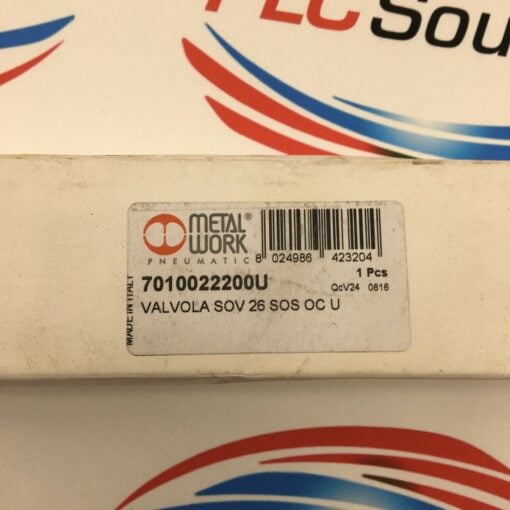 PLC Sou
METAL®
WORK
PNEUMATIC
8 024986 423204
7010022200U
1 Pcs
QcV24 0616
VALVOLA SOV 26 SOS OC U
MADE IN ITALY